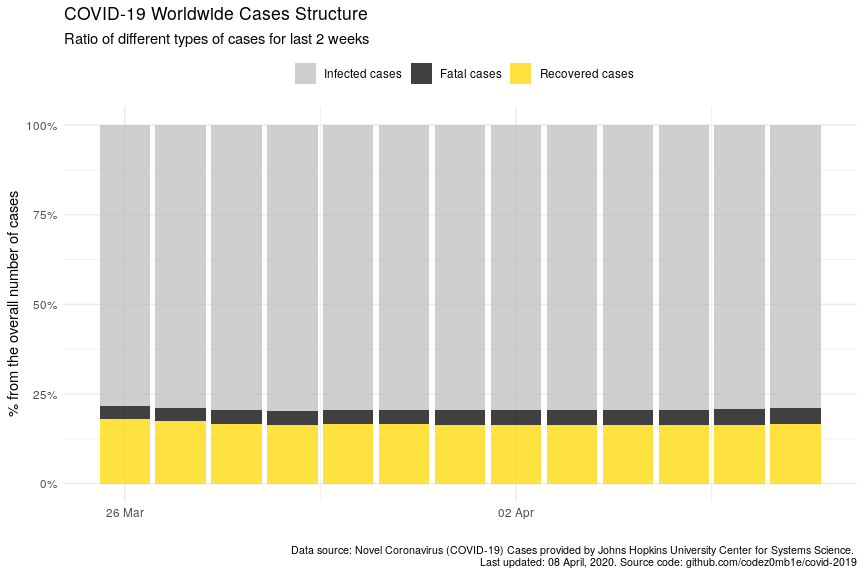 COVID-19 Worldwide Cases Structure
Ratio of different types of cases for last 2 weeks
Infected cases Fatal cases Recovered cases
% from the overall number of cases
100%
75%
50%
25%
0%
26 Mar 02 Apr
Data source: Novel Coronavirus (COVID-19) Cases provided by Johns Hopkins University Center for Systems Science.
Last updated: 08 April, 2020. Source code: github.com/codez0mb1e/covid-2019